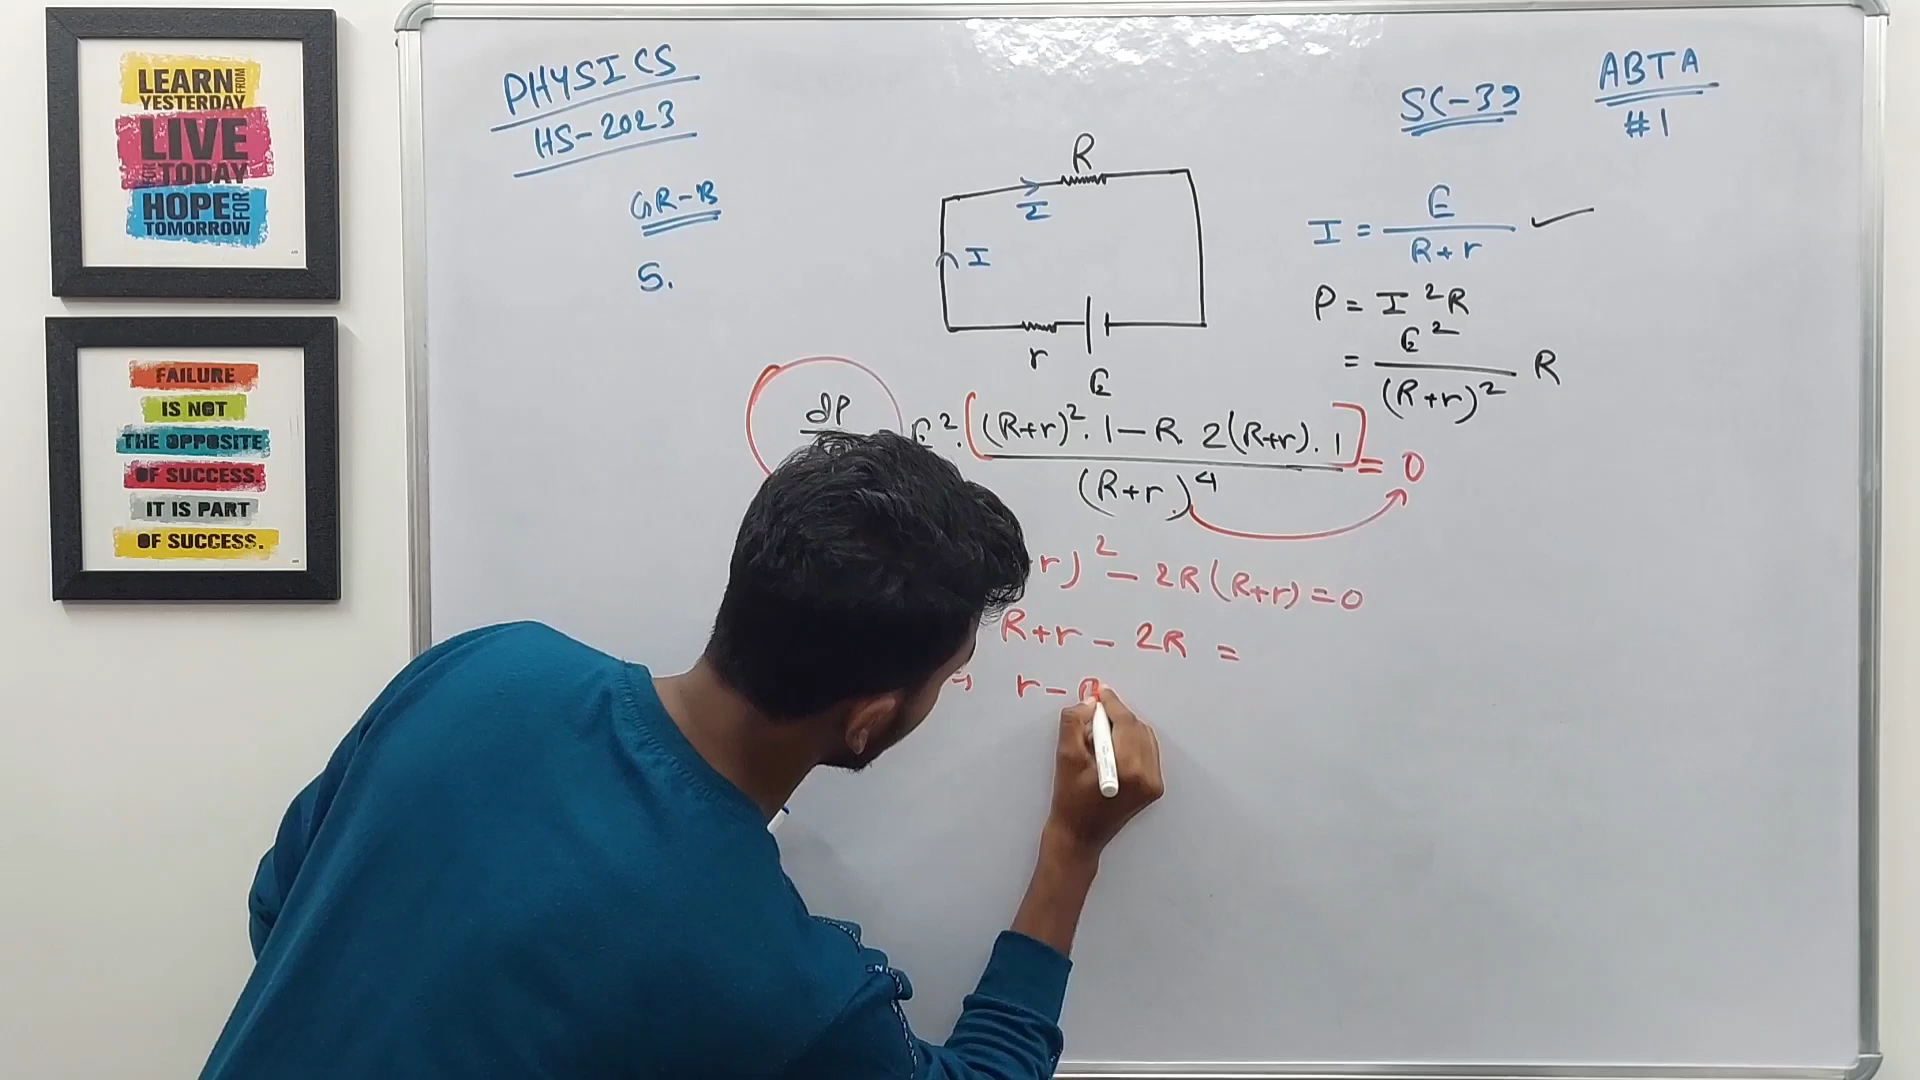 LEARN FROM
YESTERDAY
LIVE
FOR TODAY
HOPE FOR
TOMORROW
FAILURE
IS NOT
THE OPPOSITE
OF SUCCESS.
IT IS PART
OF SUCCESS.
PHYSICS
HS-2023
GR-B
5.
SC-39
ABTA
#1
R
I
I
r
E
I = E / (R+r)
P = I²R
= E² / (R+r)² R
dP
E². [(R+r)². 1 - R. 2(R+r). 1] / (R+r.)⁴ = 0
r)² - 2R(R+r) = 0
R+r - 2R =
⇒ r -